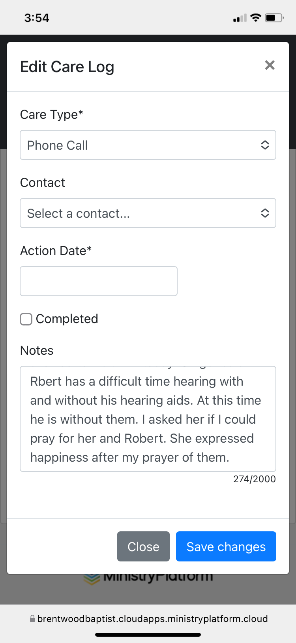 3:54
Edit Care Log
×
Care Type*
Phone Call
Contact
Select a contact...
Action Date*
Completed
Notes
Rbert has a difficult time hearing with
and without his hearing aids. At this time
he is without them. I asked her if I could
pray for her and Robert. She expressed
happiness after my prayer of them.
274/2000
Close
Save changes
MinistryPlatform
brentwoodbaptist.cloudapps.ministryplatform.cloud